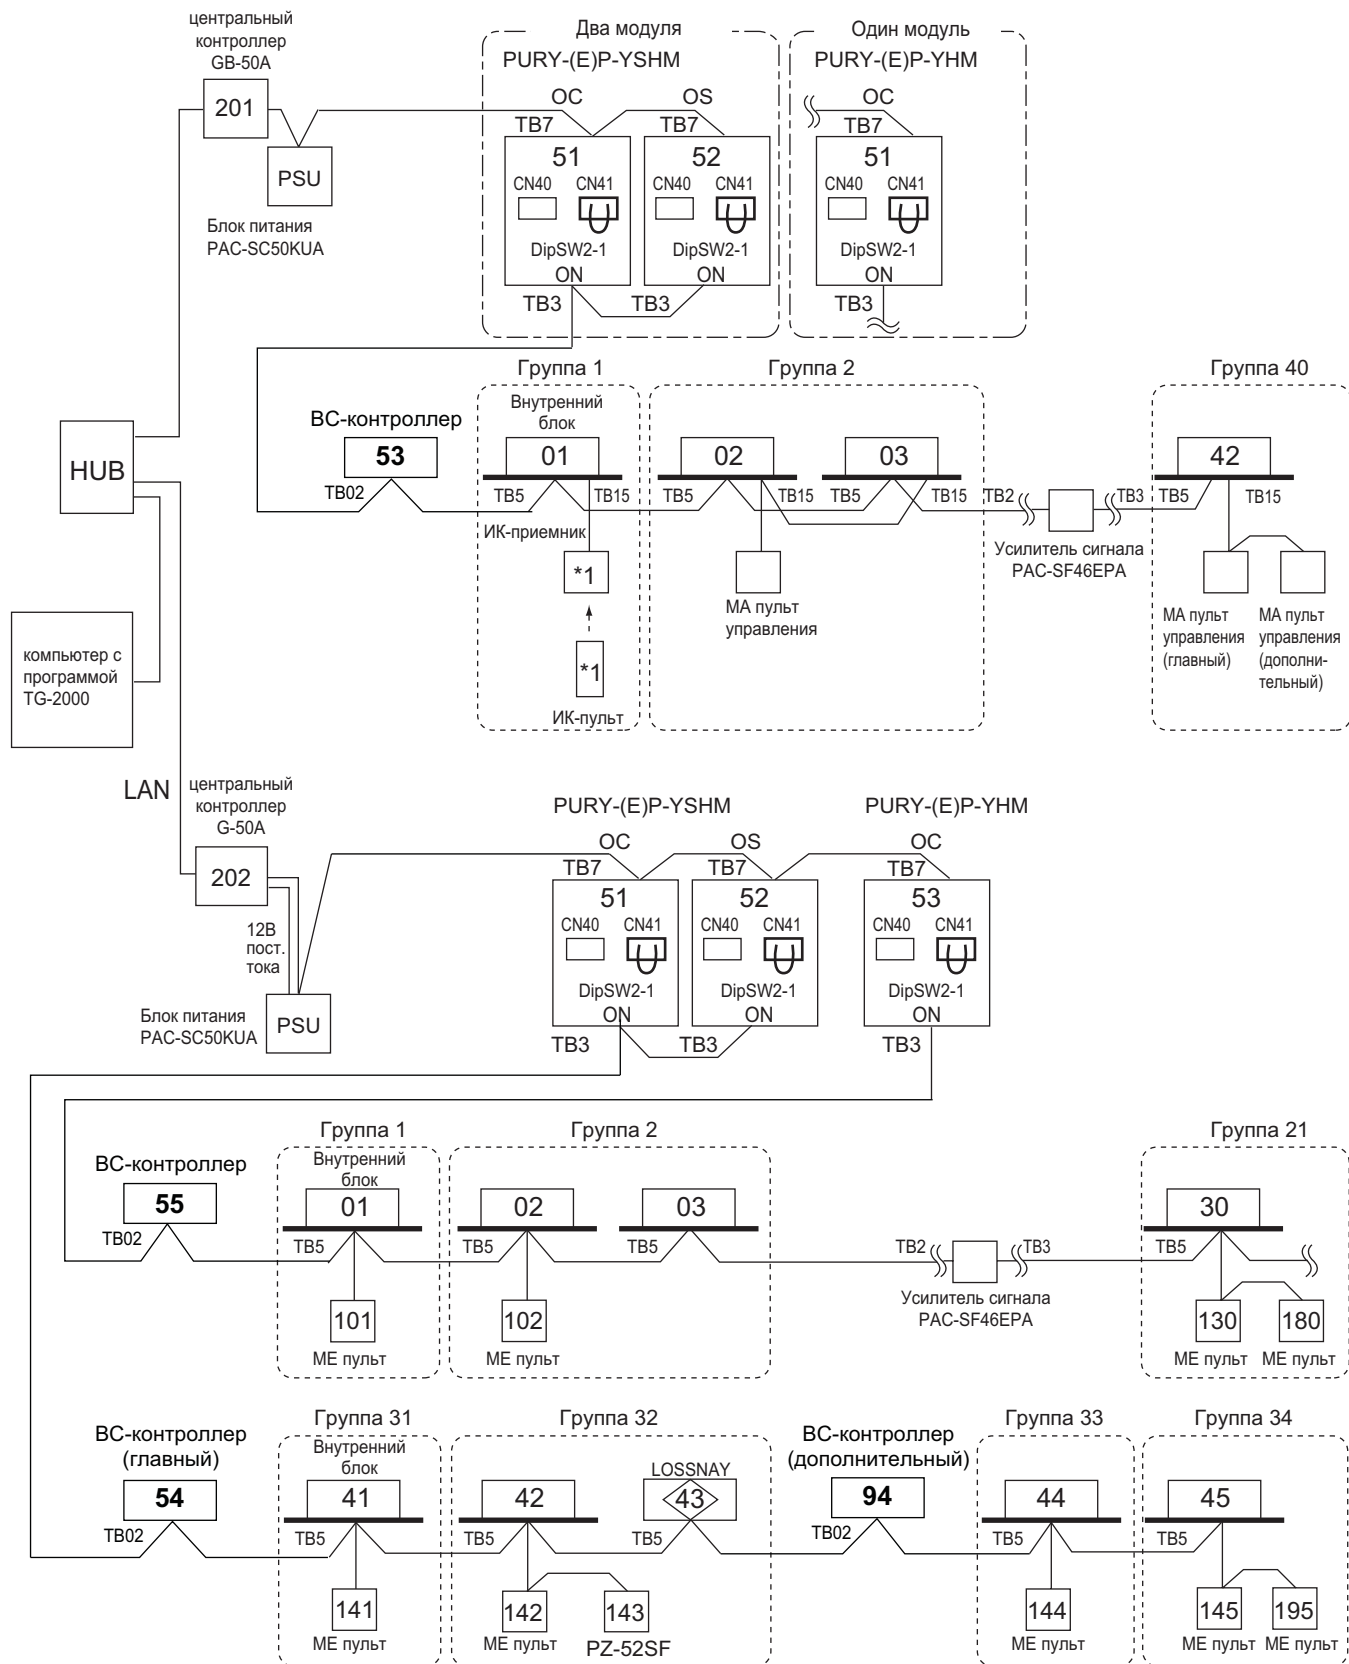 центральный
контроллер
GB-50A
201
PSU
Блок питания
PAC-SC50KUA
Два модуля
PURY-(E)P-YSHM
OC
OS
TB7
TB7
51
52
CN40
CN41
CN40
CN41
DipSW2-1
DipSW2-1
ON
ON
TB3
TB3
Один модуль
PURY-(E)P-YHM
OC
TB7
51
CN40
CN41
DipSW2-1
ON
TB3
HUB
компьютер с
программой
TG-2000
LAN
BC-контроллер
53
TB02
Группа 1
Внутренний
блок
01
TB5
TB15
ИК-приемник
*1
*1
ИК-пульт
Группа 2
02
03
TB5
TB15
TB5
TB15
MA пульт
управления
TB2
TB3
Усилитель сигнала
PAC-SF46EPA
Группа 40
42
TB5
TB15
MA пульт
управления
(главный)
MA пульт
управления
(дополни-
тельный)
центральный
контроллер
G-50A
202
12В
пост.
тока
Блок питания
PAC-SC50KUA
PSU
PURY-(E)P-YSHM
PURY-(E)P-YHM
OC
OS
OC
TB7
TB7
TB7
51
52
53
CN40
CN41
CN40
CN41
CN40
CN41
DipSW2-1
DipSW2-1
DipSW2-1
ON
ON
ON
TB3
TB3
TB3
BC-контроллер
55
TB02
Группа 1
Внутренний
блок
01
TB5
101
ME пульт
Группа 2
02
03
TB5
TB5
102
ME пульт
TB2
TB3
Усилитель сигнала
PAC-SF46EPA
Группа 21
30
TB5
130
180
ME пульт
ME пульт
BC-контроллер
(главный)
54
TB02
Группа 31
Внутренний
блок
41
TB5
141
ME пульт
Группа 32
42
LOSSNAY
43
TB5
TB5
142
143
ME пульт
PZ-52SF
BC-контроллер
(дополнительный)
94
TB02
Группа 33
44
TB5
144
ME пульт
Группа 34
45
TB5
145
195
ME пульт
ME пульт